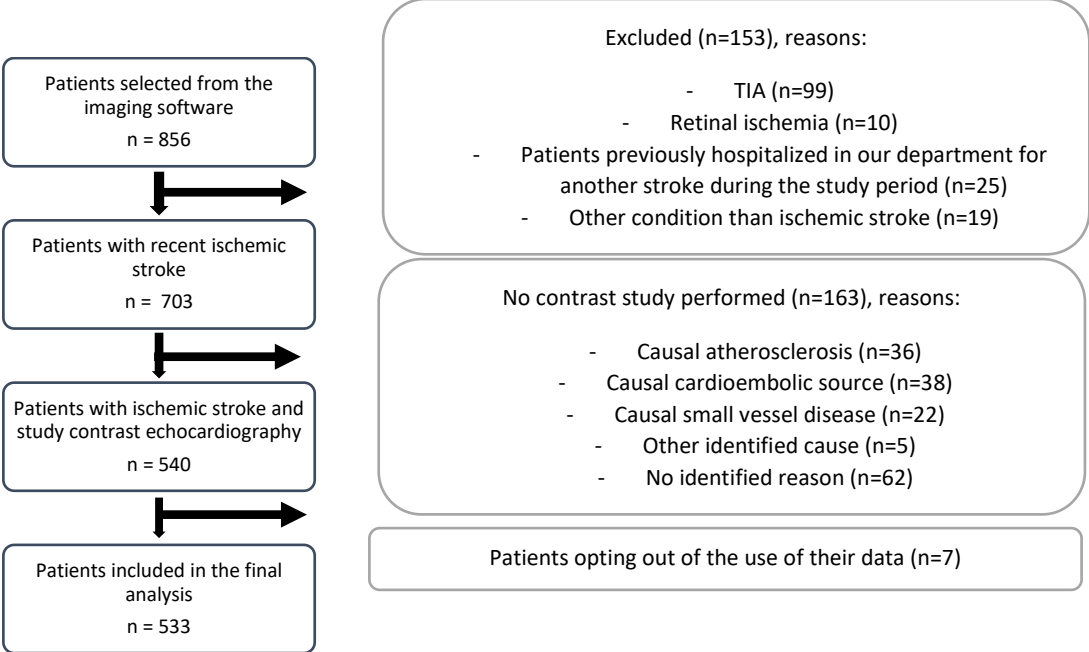 Patients selected from the
imaging software
n = 856
Excluded (n=153), reasons:
- TIA (n=99)
- Retinal ischemia (n=10)
- Patients previously hospitalized in our department for
another stroke during the study period (n=25)
- Other condition than ischemic stroke (n=19)
Patients with recent ischemic
stroke
n = 703
No contrast study performed (n=163), reasons:
- Causal atherosclerosis (n=36)
- Causal cardioembolic source (n=38)
- Causal small vessel disease (n=22)
- Other identified cause (n=5)
- No identified reason (n=62)
Patients with ischemic stroke and
study contrast echocardiography
n = 540
Patients opting out of the use of their data (n=7)
Patients included in the final
analysis
n = 533